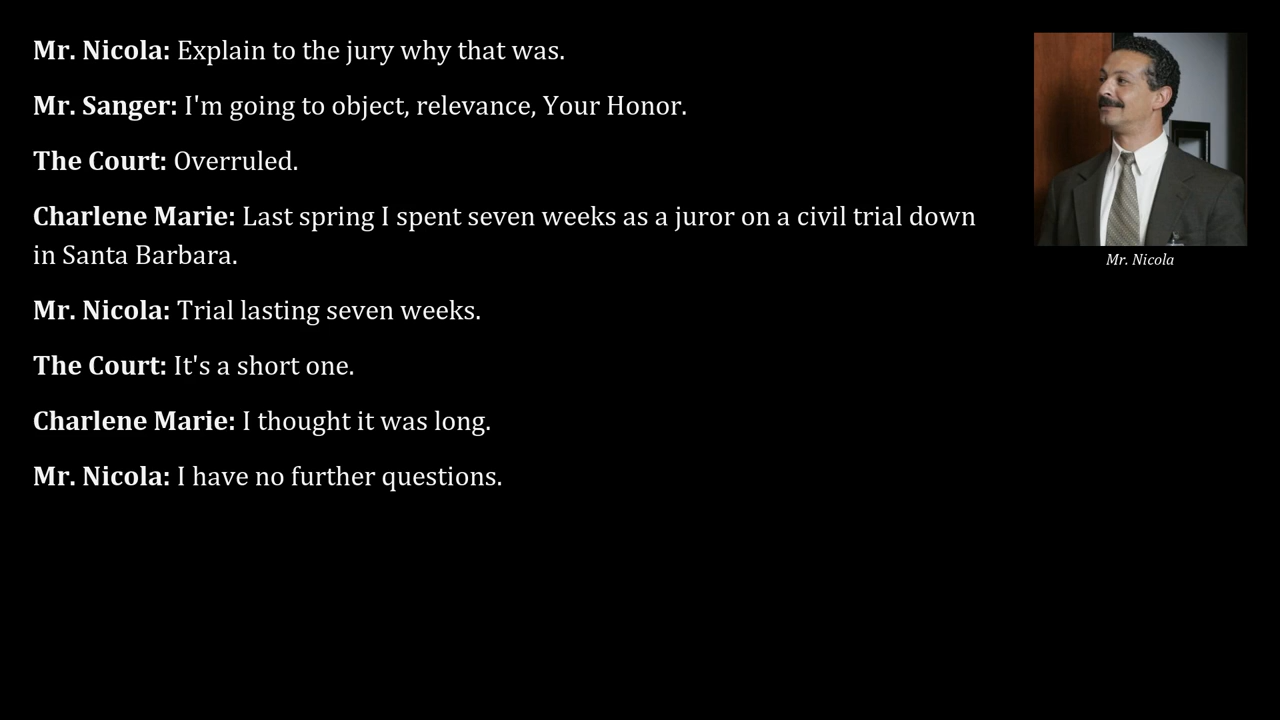 Mr. Nicola: Explain to the jury why that was.
Mr. Sanger: I'm going to object, relevance, Your Honor.
The Court: Overruled.
Charlene Marie: Last spring I spent seven weeks as a juror on a civil trial down
in Santa Barbara.
Mr. Nicola: Trial lasting seven weeks.
The Court: It's a short one.
Charlene Marie: I thought it was long.
Mr. Nicola: I have no further questions.
Mr. Nicola